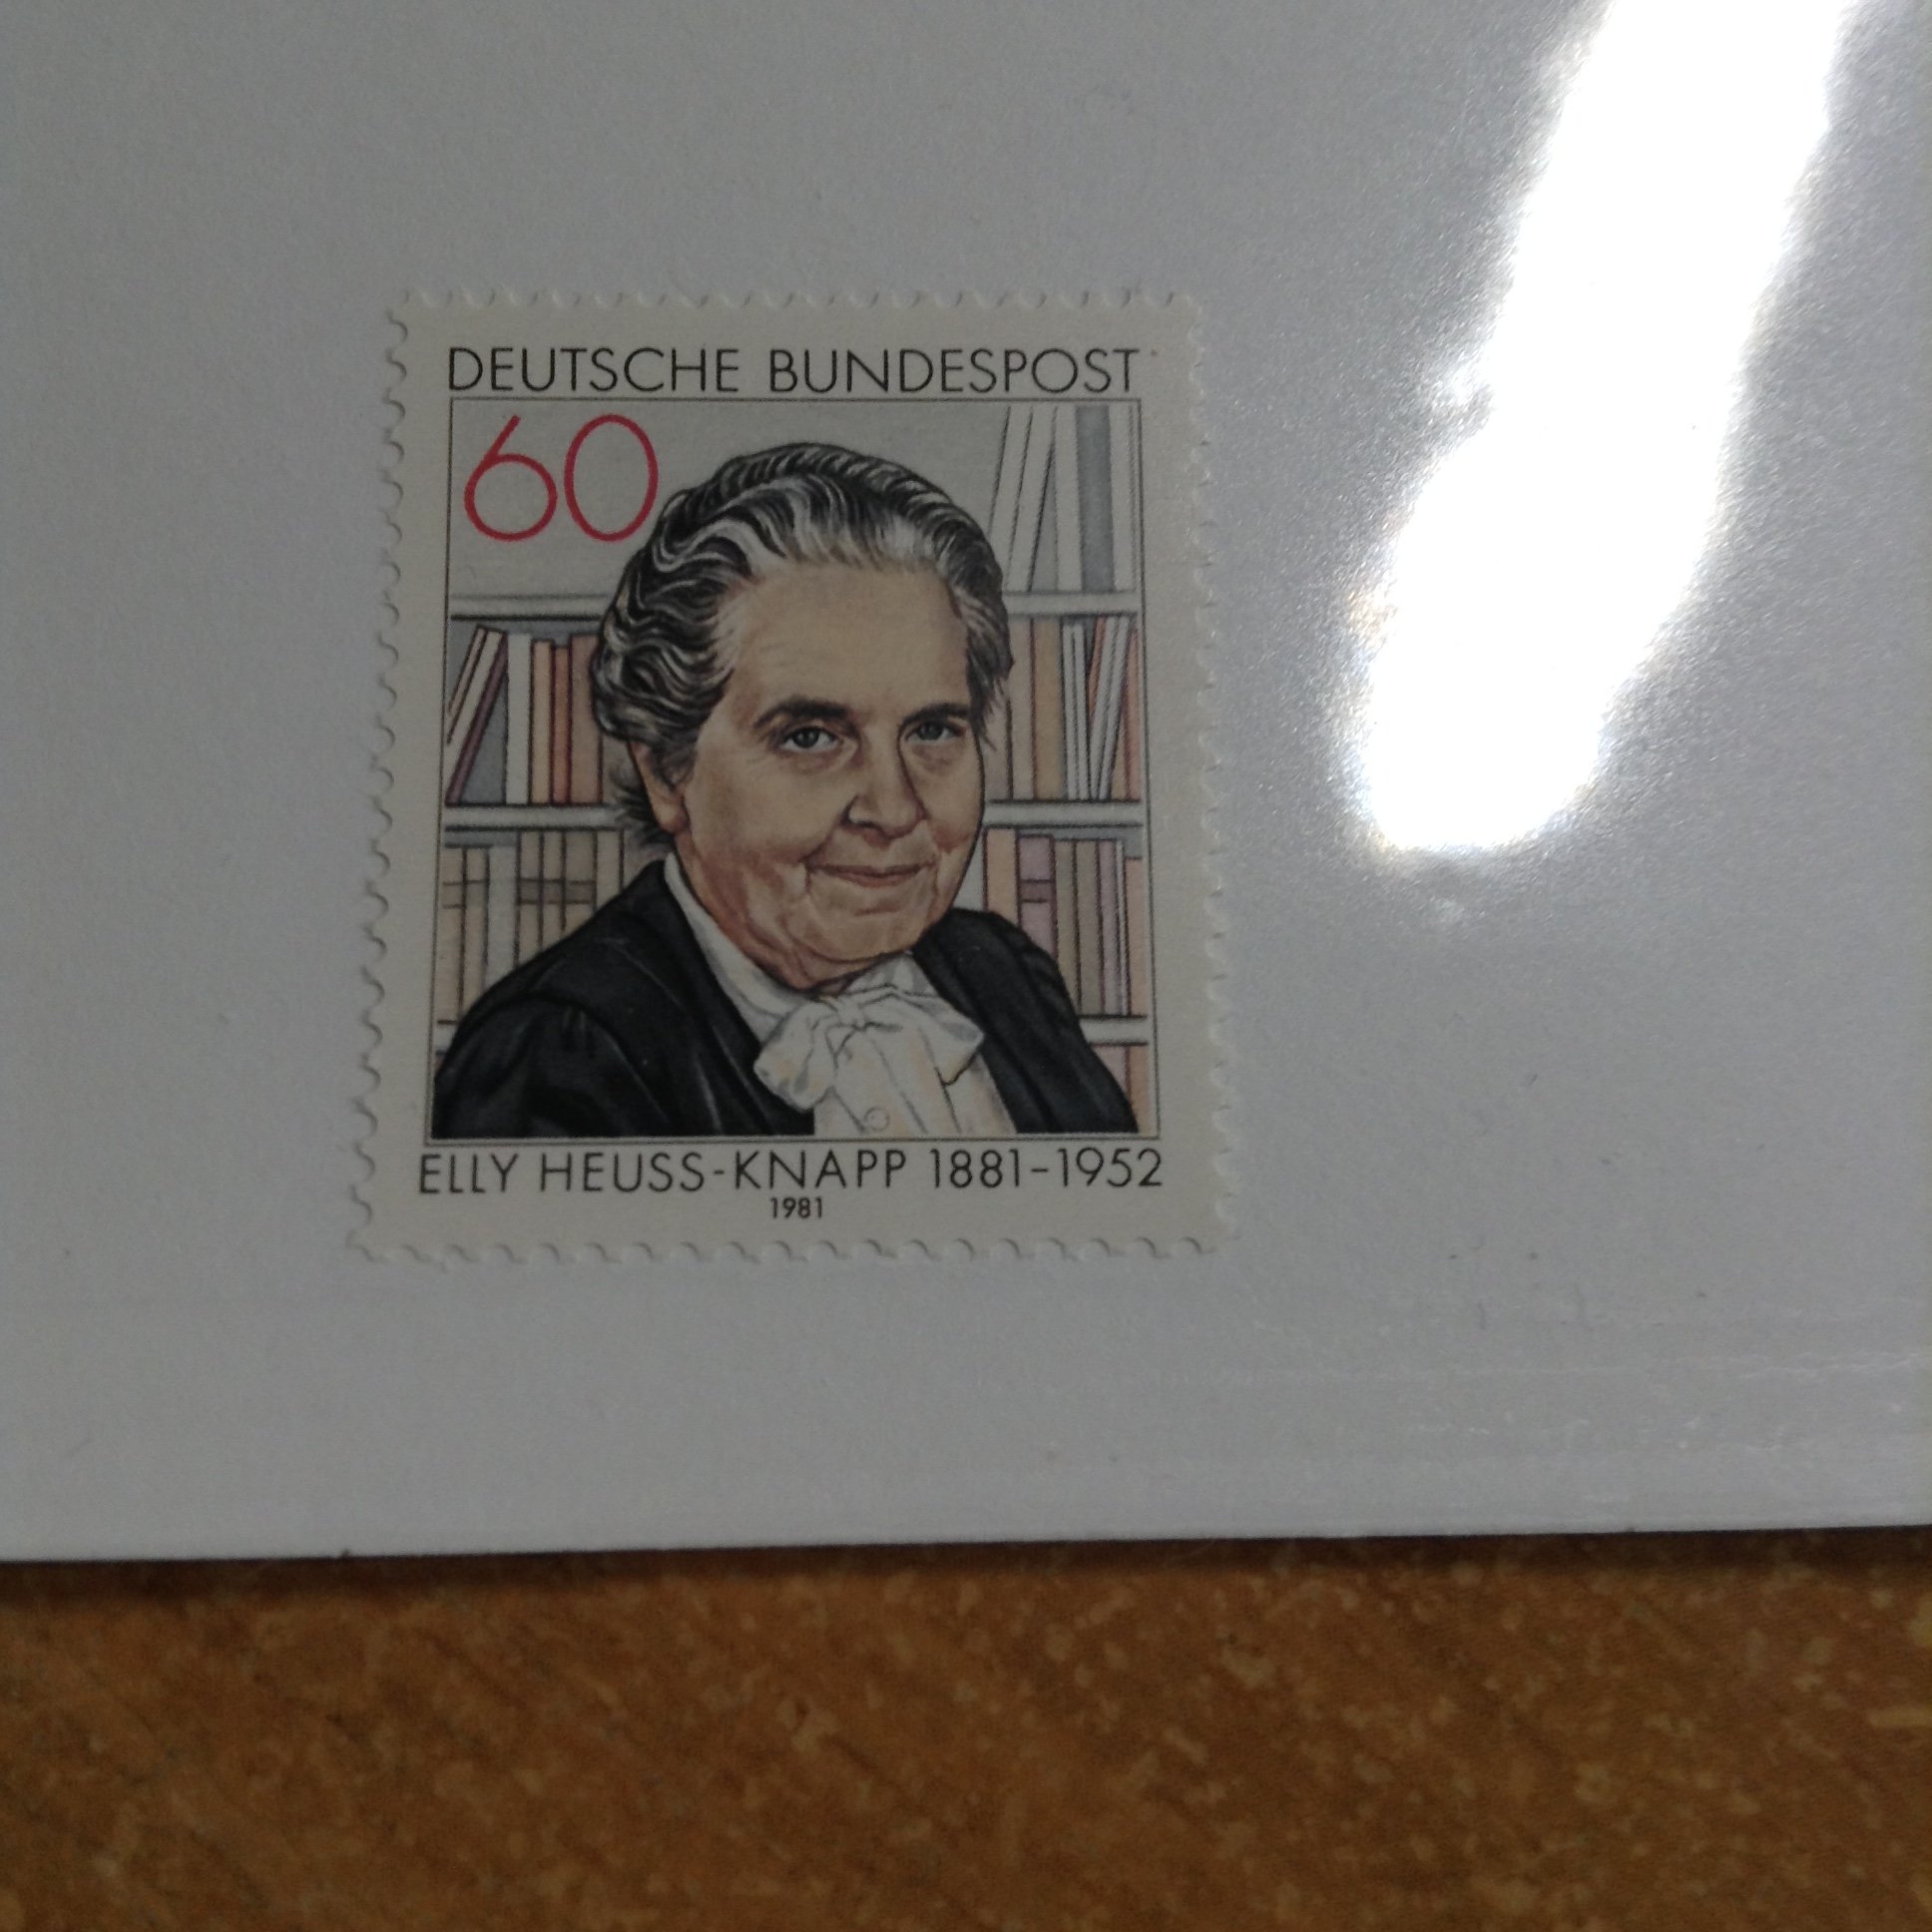 DEUTSCHE BUNDESPOST
60
ELLY HEUSS-KNAPP 1881-1952
1981